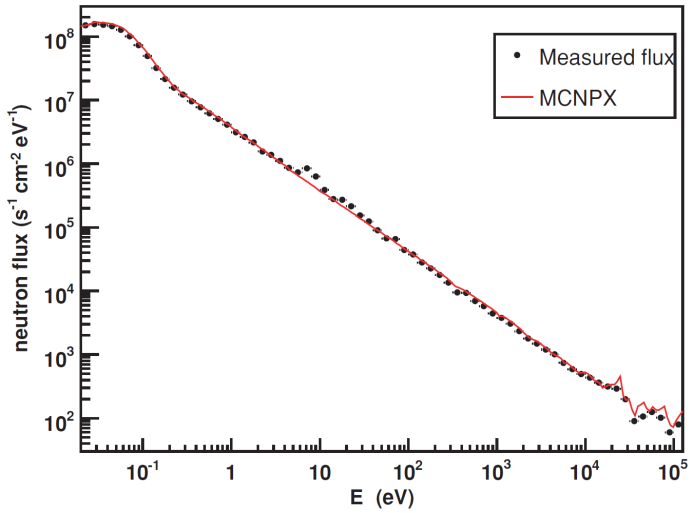 neutron flux (s⁻¹ cm⁻² eV⁻¹)
10⁸
10⁷
10⁶
10⁵
10⁴
10³
10²
Measured flux
MCNPX
10⁻¹ 1 10 10² 10³ 10⁴ 10⁵
E (eV)